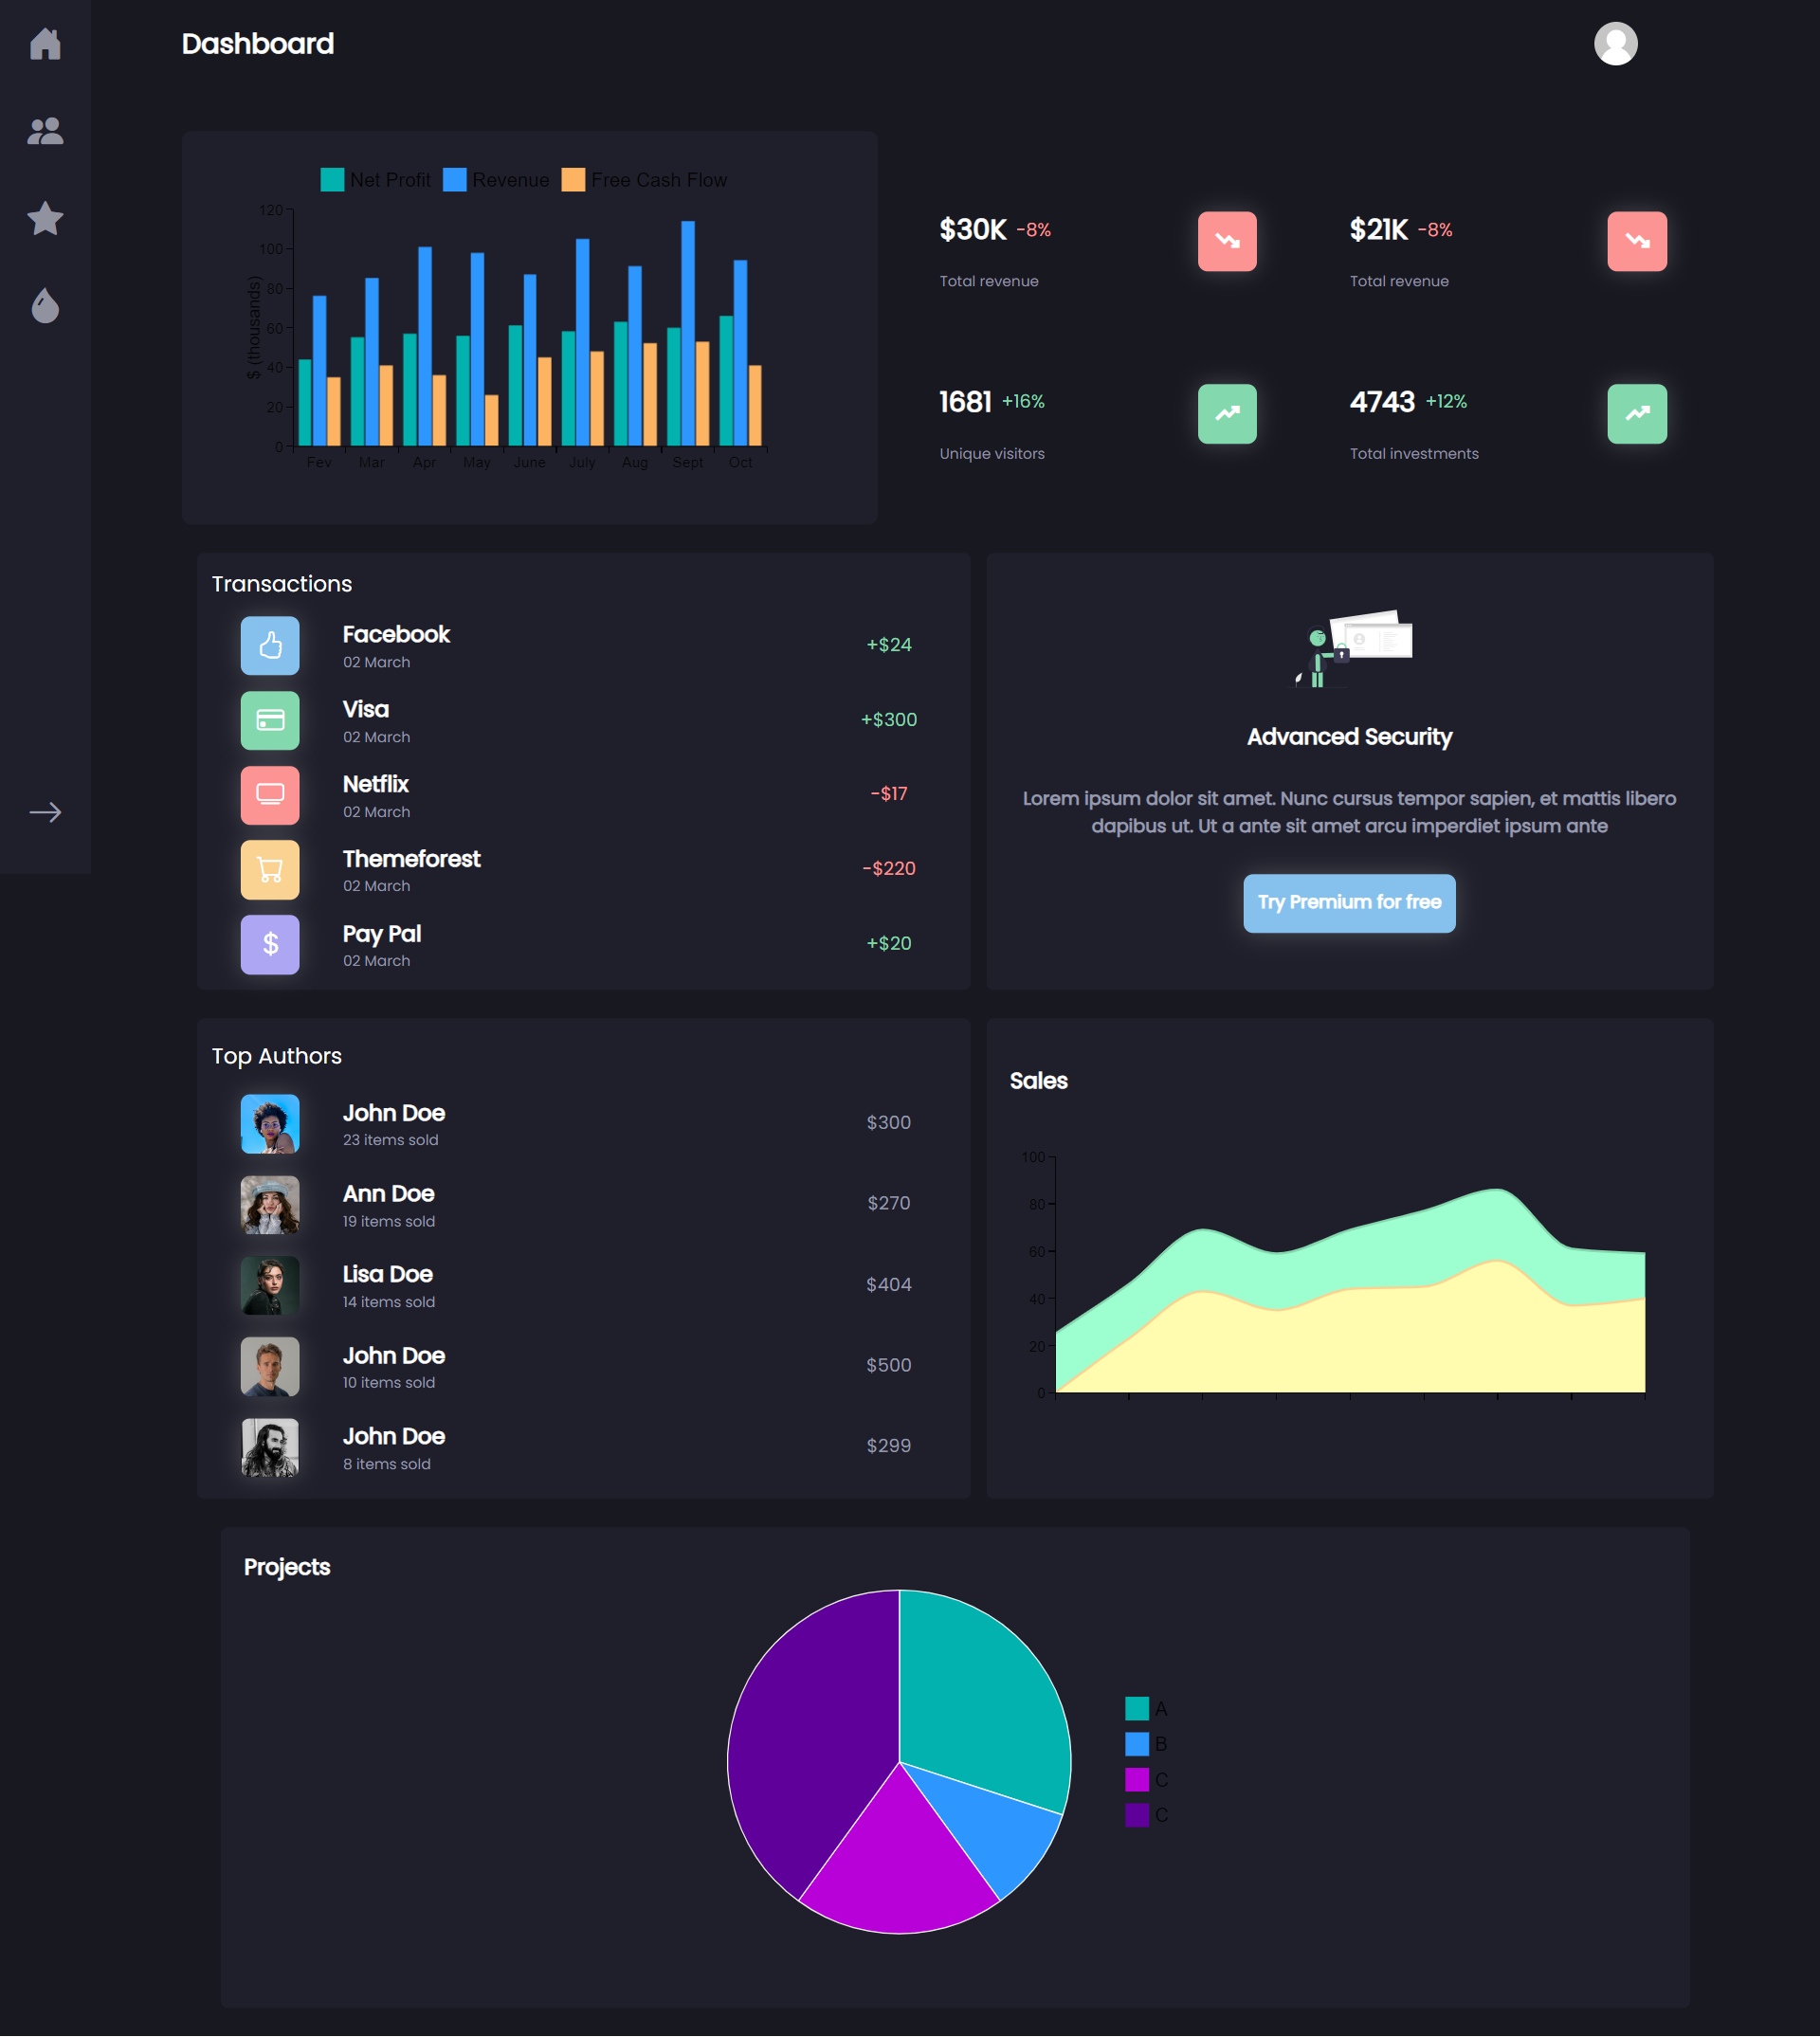 Dashboard
Net Profit Revenue Free Cash Flow
120
100
80
60
40
20
0
$ (thousands)
Fev Mar Apr May June July Aug Sept Oct
$30K -8%
Total revenue
$21K -8%
Total revenue
1681 +16%
Unique visitors
4743 +12%
Total investments
Transactions
Facebook
02 March
+$24
Visa
02 March
+$300
Netflix
02 March
-$17
Themeforest
02 March
-$220
Pay Pal
02 March
+$20
Advanced Security
Lorem ipsum dolor sit amet. Nunc cursus tempor sapien, et mattis libero
dapibus ut. Ut a ante sit amet arcu imperdiet ipsum ante
Try Premium for free
Top Authors
John Doe
23 items sold
$300
Ann Doe
19 items sold
$270
Lisa Doe
14 items sold
$404
John Doe
10 items sold
$500
John Doe
8 items sold
$299
Sales
100
80
60
40
20
0
Projects
A
B
C
C